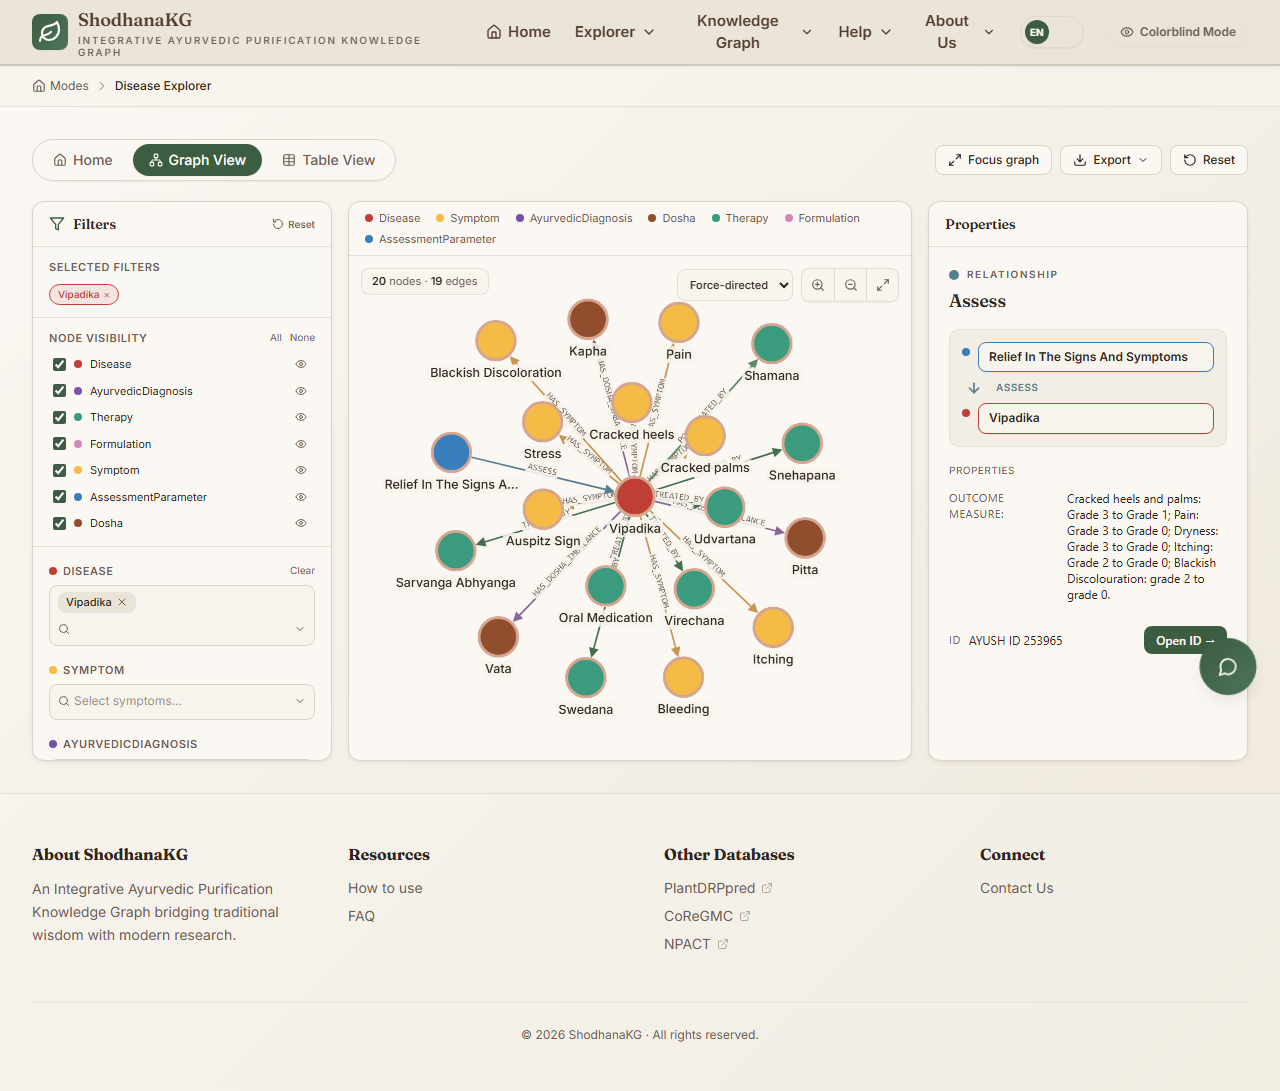 ShodhanaKG
INTEGRATIVE AYURVEDIC PURIFICATION KNOWLEDGE
GRAPH
Home
Explorer
Knowledge
Graph
Help
About
Us
EN
Colorblind Mode
Modes
Disease Explorer
Home
Graph View
Table View
Focus graph
Export
Reset
Filters
Reset
SELECTED FILTERS
Vipadika ×
NODE VISIBILITY
All None
Disease
AyurvedicDiagnosis
Therapy
Formulation
Symptom
AssessmentParameter
Dosha
DISEASE
Clear
Vipadika ×
SYMPTOM
Select symptoms...
AYURVEDICDIAGNOSIS
Disease Symptom AyurvedicDiagnosis Dosha Therapy Formulation
AssessmentParameter
20 nodes · 19 edges
Force-directed
Kapha
Pain
Blackish Discoloration
Shamana
HAS_SYMPTOM
Cracked heels
Stress
HAS_SYMPTOM
Cracked palms
Snehapana
Relief In The Signs A...
ASSESS
TREATED_BY
Auspitz Sign
Vipadika
Udvartana
Pitta
Sarvanga Abhyanga
HAS_SYMPTOM
HAS_SYMPTOM
Oral Medication
Virechana
Itching
Vata
Swedana
Bleeding
Properties
RELATIONSHIP
Assess
Relief In The Signs And Symptoms
ASSESS
Vipadika
PROPERTIES
OUTCOME
MEASURE:
Cracked heels and palms:
Grade 3 to Grade 1; Pain:
Grade 3 to Grade 0; Dryness:
Grade 3 to Grade 0; Itching:
Grade 2 to Grade 0; Blackish
Discolouration: grade 2 to
grade 0.
ID AYUSH ID 253965
Open ID →
About ShodhanaKG
An Integrative Ayurvedic Purification
Knowledge Graph bridging traditional
wisdom with modern research.
Resources
How to use
FAQ
Other Databases
PlantDRPpred
CoReGMC
NPACT
Connect
Contact Us
© 2026 ShodhanaKG · All rights reserved.